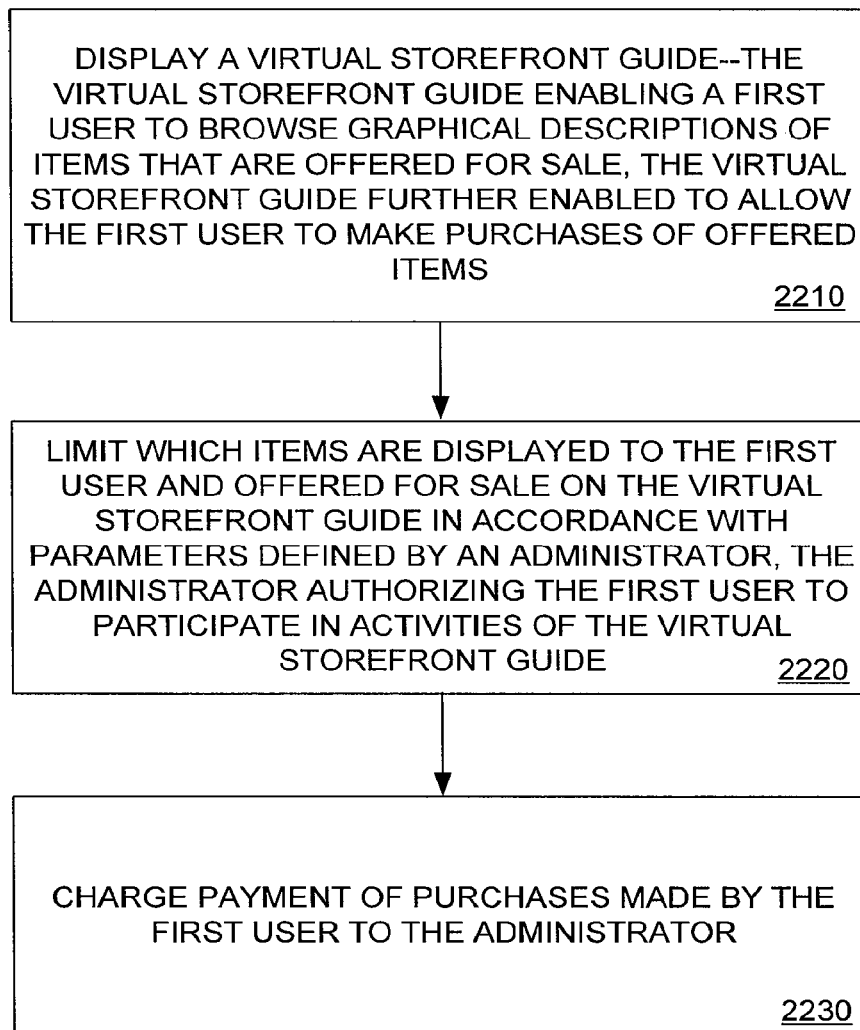 DISPLAY A VIRTUAL STOREFRONT GUIDE--THE
VIRTUAL STOREFRONT GUIDE ENABLING A FIRST
USER TO BROWSE GRAPHICAL DESCRIPTIONS OF
ITEMS THAT ARE OFFERED FOR SALE, THE VIRTUAL
STOREFRONT GUIDE FURTHER ENABLED TO ALLOW
THE FIRST USER TO MAKE PURCHASES OF OFFERED
ITEMS
2210
LIMIT WHICH ITEMS ARE DISPLAYED TO THE FIRST
USER AND OFFERED FOR SALE ON THE VIRTUAL
STOREFRONT GUIDE IN ACCORDANCE WITH
PARAMETERS DEFINED BY AN ADMINISTRATOR, THE
ADMINISTRATOR AUTHORIZING THE FIRST USER TO
PARTICIPATE IN ACTIVITIES OF THE VIRTUAL
STOREFRONT GUIDE
2220
CHARGE PAYMENT OF PURCHASES MADE BY THE
FIRST USER TO THE ADMINISTRATOR
2230